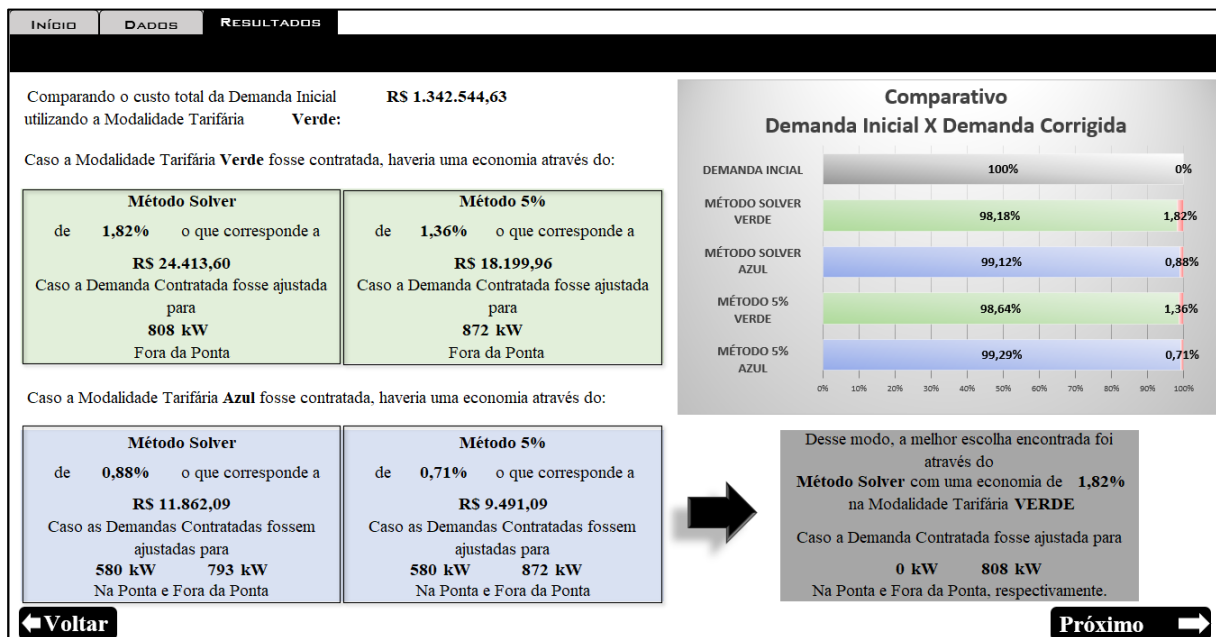 INÍCIO DADOS RESULTADOS
Comparando o custo total da Demanda Inicial R$ 1.342.544,63
utilizando a Modalidade Tarifária Verde:
Caso a Modalidade Tarifária Verde fosse contratada, haveria uma economia através do:
Método Solver
de 1,82% o que corresponde a
R$ 24.413,60
Caso a Demanda Contratada fosse ajustada
para
808 kW
Fora da Ponta
Método 5%
de 1,36% o que corresponde a
R$ 18.199,96
Caso a Demanda Contratada fosse ajustada
para
872 kW
Fora da Ponta
Caso a Modalidade Tarifária Azul fosse contratada, haveria uma economia através do:
Método Solver
de 0,88% o que corresponde a
R$ 11.862,09
Caso as Demandas Contratadas fossem
ajustadas para
580 kW 793 kW
Na Ponta e Fora da Ponta
Método 5%
de 0,71% o que corresponde a
R$ 9.491,09
Caso as Demandas Contratadas fossem
ajustadas para
580 kW 872 kW
Na Ponta e Fora da Ponta
Comparativo
Demanda Inicial X Demanda Corrigida
DEMANDA INCIAL 100% 0%
MÉTODO SOLVER
VERDE 98,18% 1,82%
MÉTODO SOLVER
AZUL 99,12% 0,88%
MÉTODO 5%
VERDE 98,64% 1,36%
MÉTODO 5%
AZUL 99,29% 0,71%
0% 10% 20% 30% 40% 50% 60% 70% 80% 90% 100%
Desse modo, a melhor escolha encontrada foi
através do
Método Solver com uma economia de 1,82%
na Modalidade Tarifária VERDE
Caso a Demanda Contratada fosse ajustada para
0 kW 808 kW
Na Ponta e Fora da Ponta, respectivamente.
Voltar
Próximo